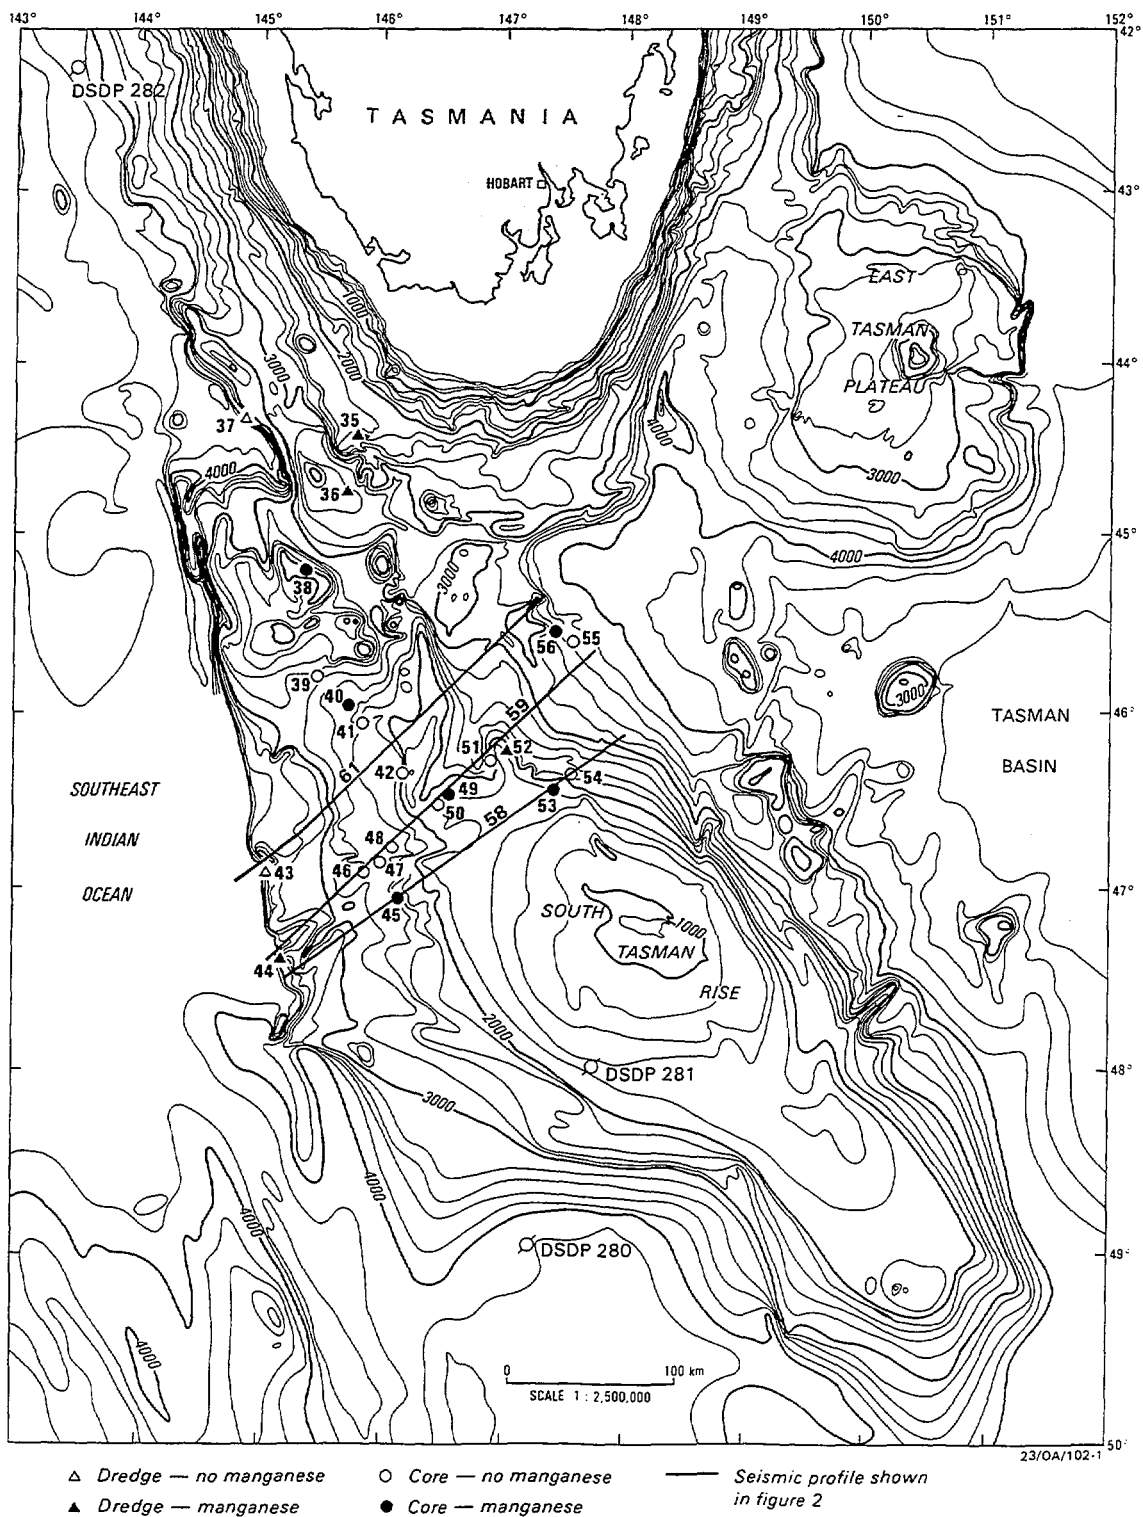 143° 144° 145° 146° 147° 148° 149° 150° 151° 152°
42°
DSDP 282
TASMANIA
HOBART
43°
EAST
TASMAN
PLATEAU
1000
2000
3000
44°
37
35
4000
3000
4000
36
45°
4000
38
3000
56
55
39
40
41
3000
46°
TASMAN
BASIN
59
51
52
61
42
54
49
50
53
58
SOUTHEAST
INDIAN
OCEAN
48
46
47
43
47°
45
SOUTH
TASMAN
RISE
1000
44
2000
48°
DSDP 281
3000
4000
4000
DSDP 280
49°
4000
0 100 km
SCALE 1 : 2,500,000
50°
23/OA/102-1
Dredge — no manganese
Core — no manganese
Seismic profile shown
in figure 2
Dredge — manganese
Core — manganese